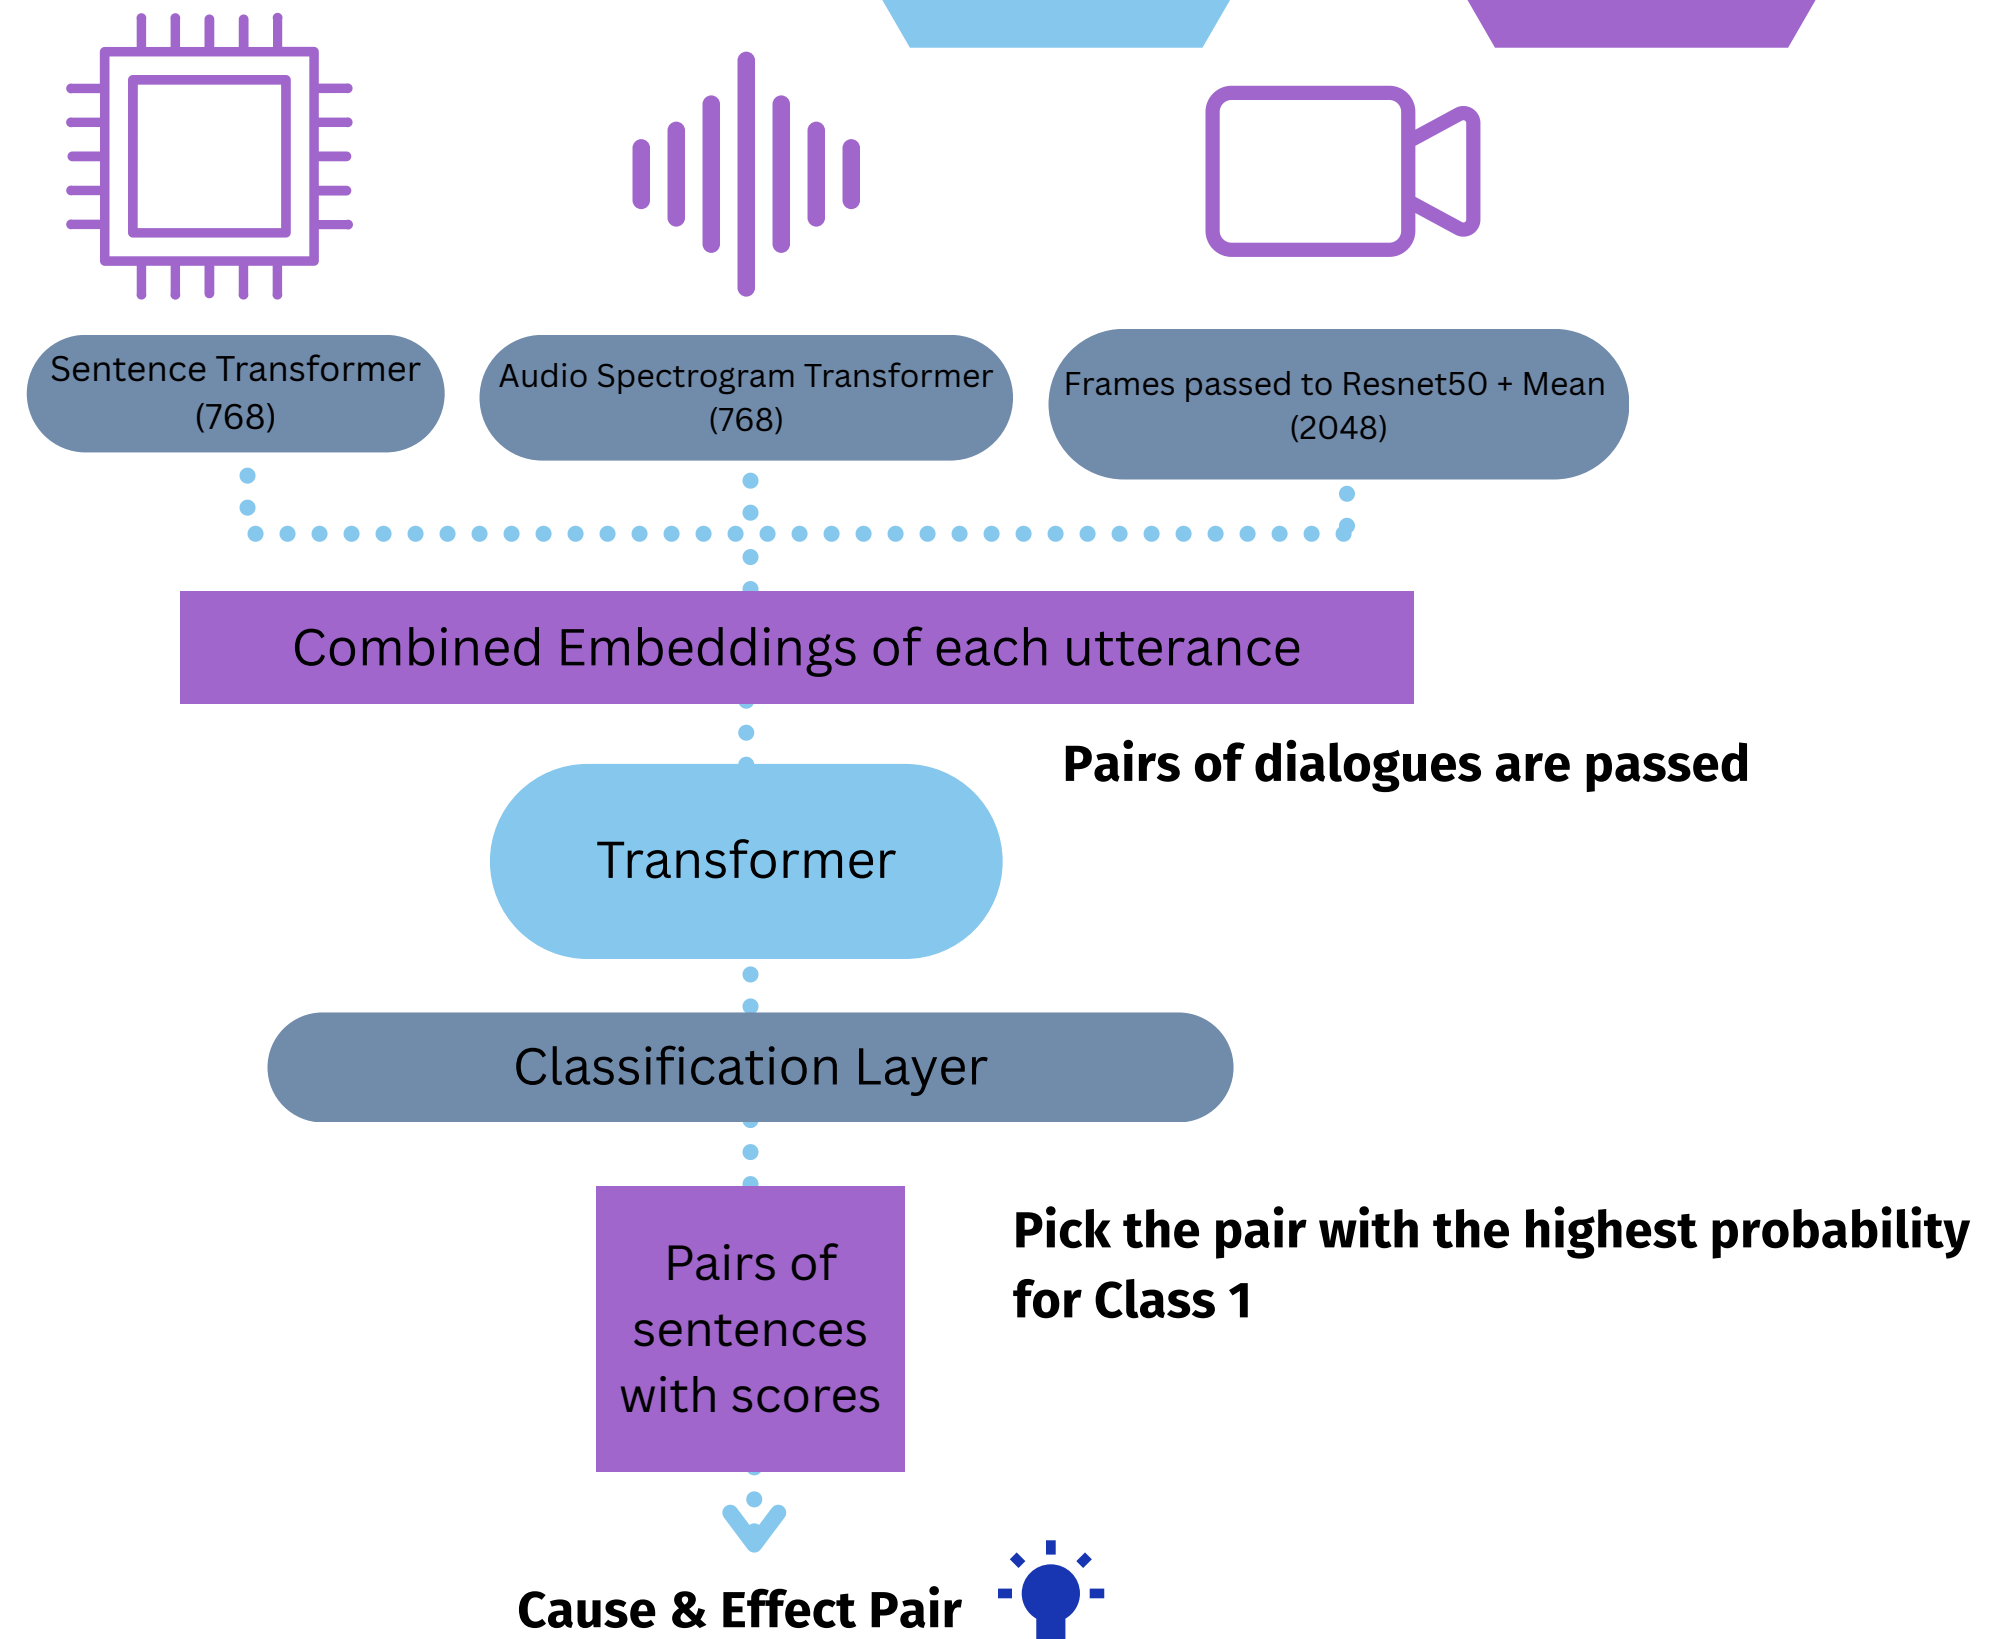 Sentence Transformer
(768)
Audio Spectrogram Transformer
(768)
Frames passed to Resnet50 + Mean
(2048)
Combined Embeddings of each utterance
Pairs of dialogues are passed
Transformer
Classification Layer
Pairs of
sentences
with scores
Pick the pair with the highest probability
for Class 1
Cause & Effect Pair